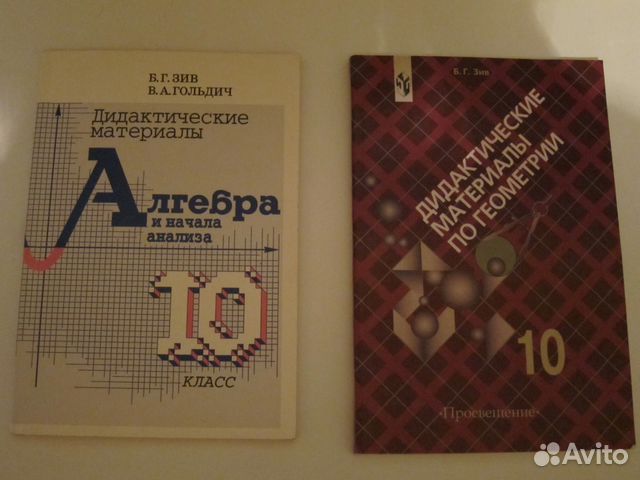 Б.Г. ЗИВ
В.А. ГОЛЬДИЧ
Дидактические
материалы
Алгебра
и начала
анализа
10
КЛАСС
Б. Г. Зив
ДИДАКТИЧЕСКИЕ
МАТЕРИАЛЫ
ПО ГЕОМЕТРИИ
10
«Просвещение»
Avito